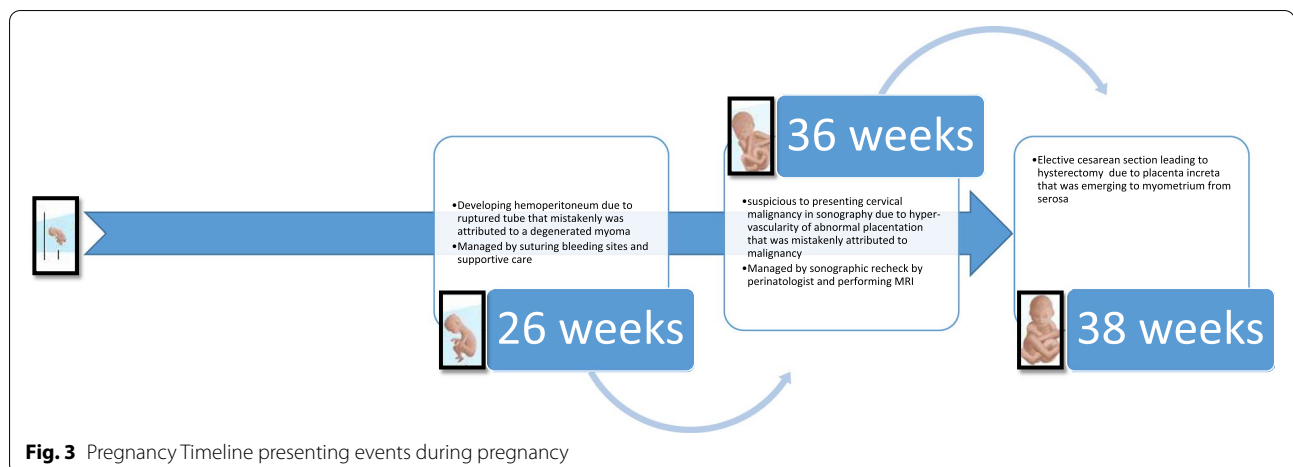 •Developing hemoperitoneum due to
ruptured tube that mistakenly was
attributed to a degenerated myoma
•Managed by suturing bleeding sites and
supportive care
26 weeks
36 weeks
•suspicious to presenting cervical
malignancy in sonography due to hyper-
vascularity of abnormal placentation
that was mistakenly attributed to
malignancy
•Managed by sonographic recheck by
perinatologist and performing MRI
•Elective cesarean section leading to
hysterectomy due to placenta increta
that was emerging to myometrium from
serosa
38 weeks
Fig. 3 Pregnancy Timeline presenting events during pregnancy